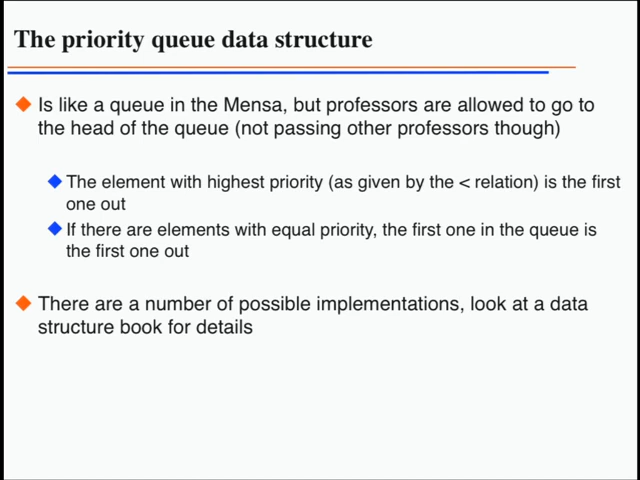 The priority queue data structure
Is like a queue in the Mensa, but professors are allowed to go to
the head of the queue (not passing other professors though)
The element with highest priority (as given by the < relation) is the first
one out
If there are elements with equal priority, the first one in the queue is
the first one out
There are a number of possible implementations, look at a data
structure book for details